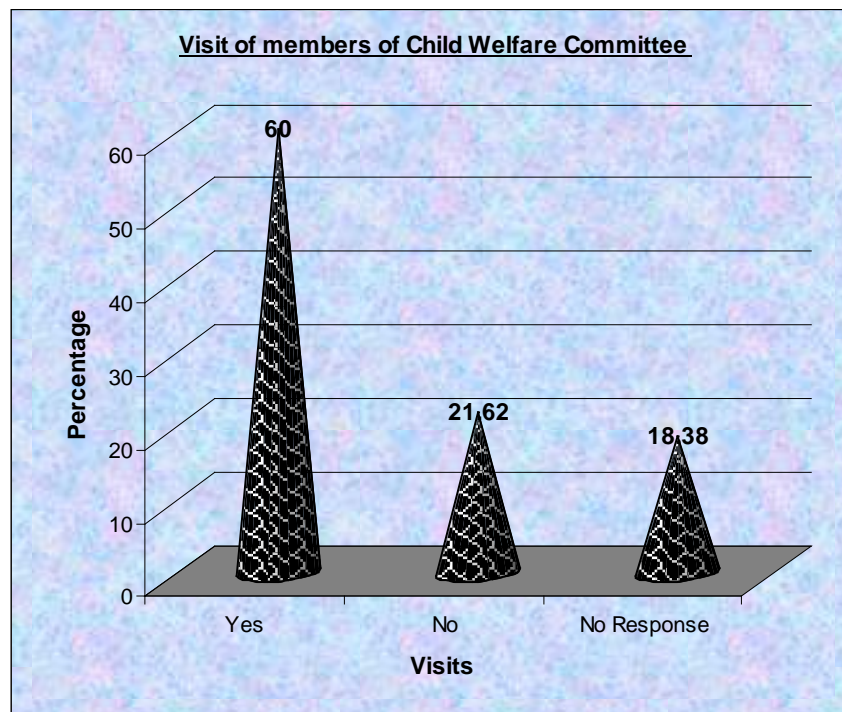 Visit of members of Child Welfare Committee
60
60
50
40
30
20
10
0
21.62
18.38
Percentage
Yes No No Response
Visits